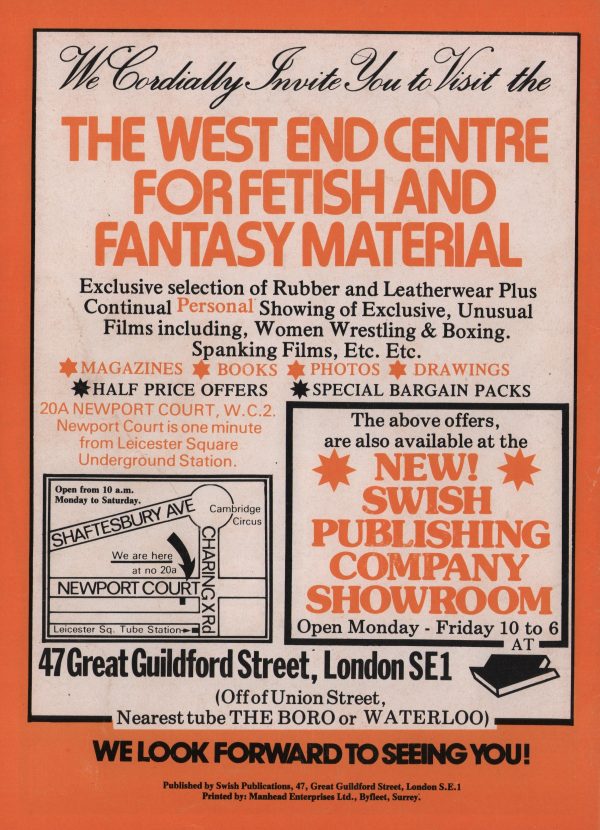 We Cordially Invite You to Visit the
THE WEST END CENTRE
FOR FETISH AND
FANTASY MATERIAL
Exclusive selection of Rubber and Leatherwear Plus
Continual Personal Showing of Exclusive, Unusual
Films including, Women Wrestling & Boxing.
Spanking Films, Etc. Etc.
MAGAZINES BOOKS PHOTOS DRAWINGS
HALF PRICE OFFERS SPECIAL BARGAIN PACKS
20A NEWPORT COURT, W.C.2.
Newport Court is one minute
from Leicester Square
Underground Station.
Open from 10 a.m.
Monday to Saturday.
SHAFTESBURY AVE
Cambridge
Circus
We are here
at no 20a
CHARING X Rd
NEWPORT COURT
Leicester Sq. Tube Station
The above offers,
are also available at the
NEW!
SWISH
PUBLISHING
COMPANY
SHOWROOM
Open Monday - Friday 10 to 6
AT
47 Great Guildford Street, London SE1
(Off of Union Street,
Nearest tube THE BORO or WATERLOO)
WE LOOK FORWARD TO SEEING YOU!
Published by Swish Publications, 47, Great Guildford Street, London S.E.1
Printed by: Manhead Enterprises Ltd., Byfleet, Surrey.